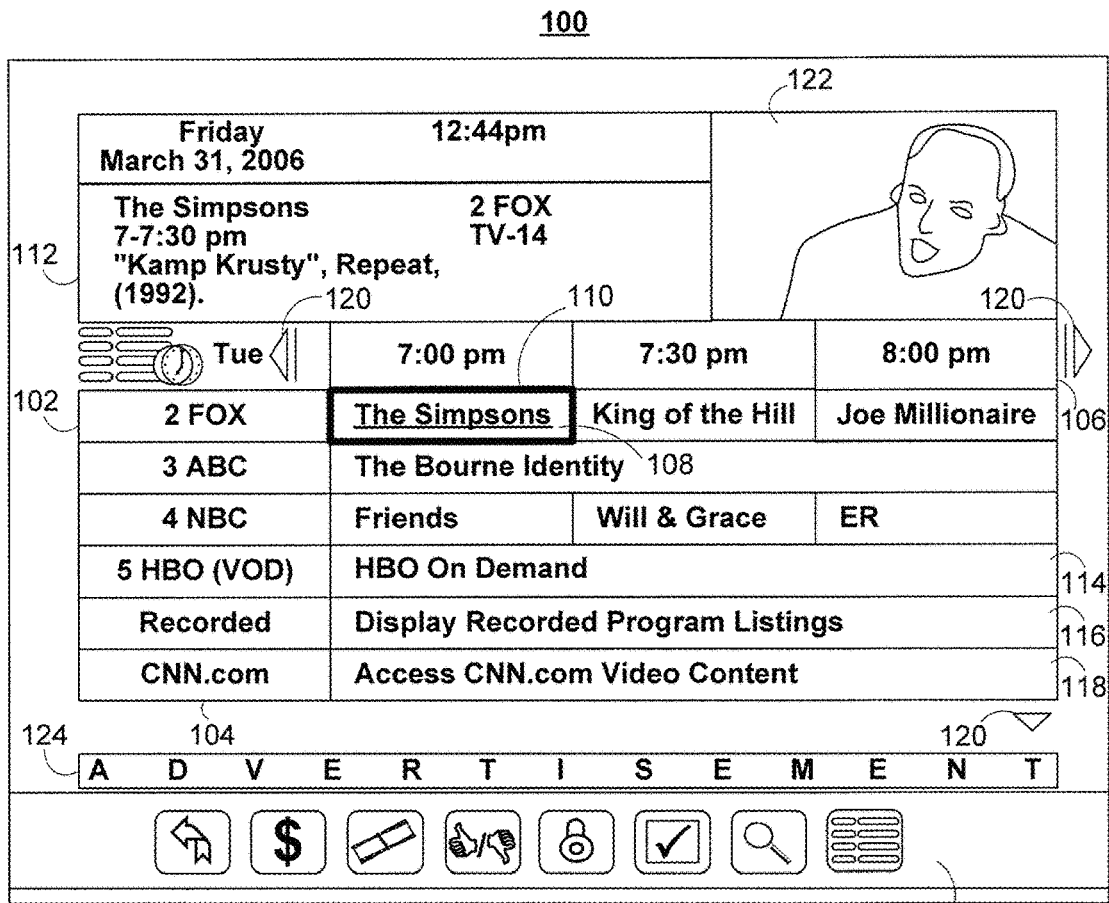 100
122
Friday 12:44pm
March 31, 2006
The Simpsons 2 FOX
7-7:30 pm TV-14
112
"Kamp Krusty", Repeat,
(1992).
120 110 120
Tue 7:00 pm 7:30 pm 8:00 pm
102
2 FOX The Simpsons King of the Hill Joe Millionaire
106
3 ABC The Bourne Identity 108
4 NBC Friends Will & Grace ER
5 HBO (VOD) HBO On Demand
114
Recorded Display Recorded Program Listings
116
CNN.com Access CNN.com Video Content
118
124 104 120
A D V E R T I S E M E N T
$